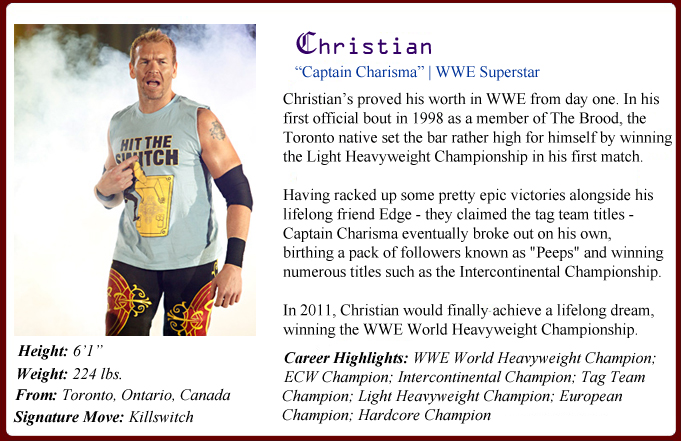 Christian
“Captain Charisma” | WWE Superstar
Christian’s proved his worth in WWE from day one. In his
first official bout in 1998 as a member of The Brood, the
Toronto native set the bar rather high for himself by winning
the Light Heavyweight Championship in his first match.
Having racked up some pretty epic victories alongside his
lifelong friend Edge - they claimed the tag team titles -
Captain Charisma eventually broke out on his own,
birthing a pack of followers known as "Peeps" and winning
numerous titles such as the Intercontinental Championship.
In 2011, Christian would finally achieve a lifelong dream,
winning the WWE World Heavyweight Championship.
Career Highlights: WWE World Heavyweight Champion;
ECW Champion; Intercontinental Champion; Tag Team
Champion; Light Heavyweight Champion; European
Champion; Hardcore Champion
HIT THE
Height: 6’1”
Weight: 224 lbs.
From: Toronto, Ontario, Canada
Signature Move: Killswitch